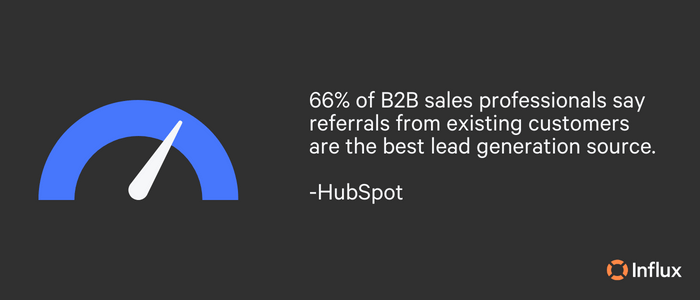 66% of B2B sales professionals say
referrals from existing customers
are the best lead generation source.
-HubSpot
Influx